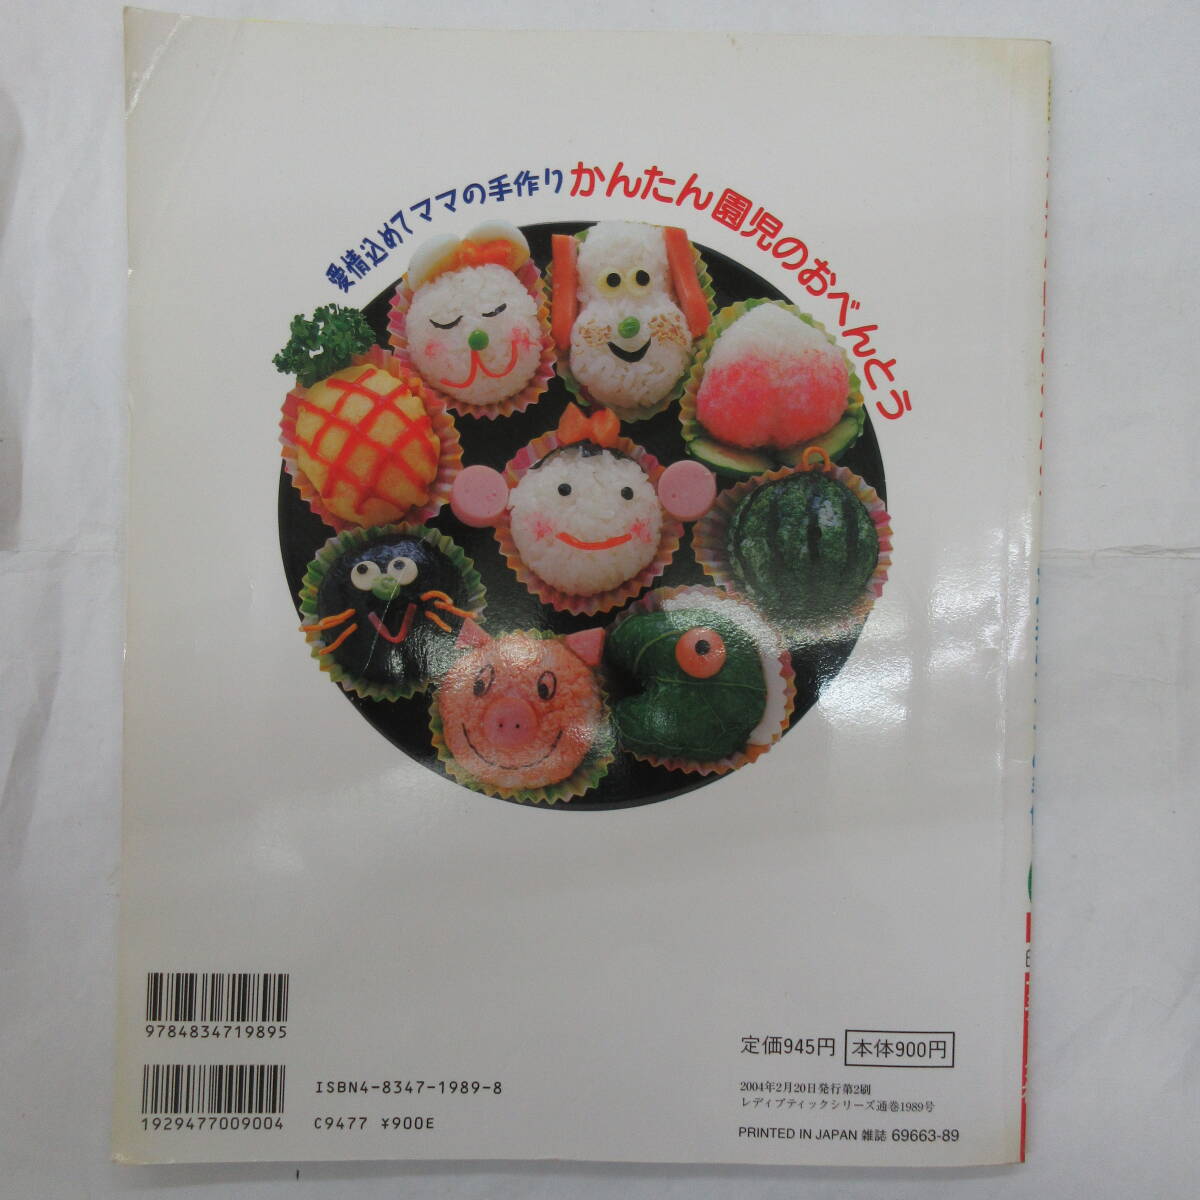 愛情込めてママの手作りかんたん園児のおべんとう
9784834719895
1929477009004
ISBN4-8347-1989-8
C9477 ¥900E
定価945円 本体900円
2004年2月20日発行第2刷
レディブティックシリーズ通巻1989号
PRINTED IN JAPAN 雑誌 69663-89